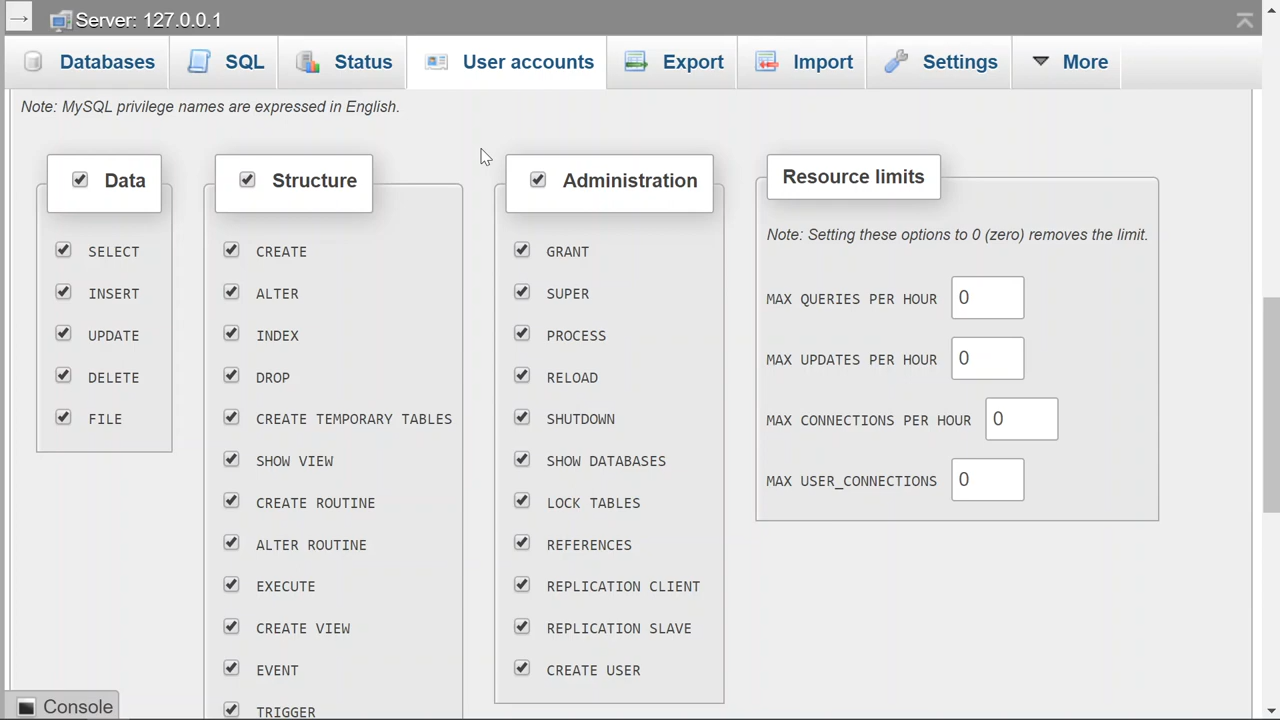 Server: 127.0.0.1
Databases SQL Status User accounts Export Import Settings More
Note: MySQL privilege names are expressed in English.
Data
SELECT
INSERT
UPDATE
DELETE
FILE
Structure
CREATE
ALTER
INDEX
DROP
CREATE TEMPORARY TABLES
SHOW VIEW
CREATE ROUTINE
ALTER ROUTINE
EXECUTE
CREATE VIEW
EVENT
TRIGGER
Administration
GRANT
SUPER
PROCESS
RELOAD
SHUTDOWN
SHOW DATABASES
LOCK TABLES
REFERENCES
REPLICATION CLIENT
REPLICATION SLAVE
CREATE USER
Resource limits
Note: Setting these options to 0 (zero) removes the limit.
MAX QUERIES PER HOUR 0
MAX UPDATES PER HOUR 0
MAX CONNECTIONS PER HOUR 0
MAX USER_CONNECTIONS 0
Console